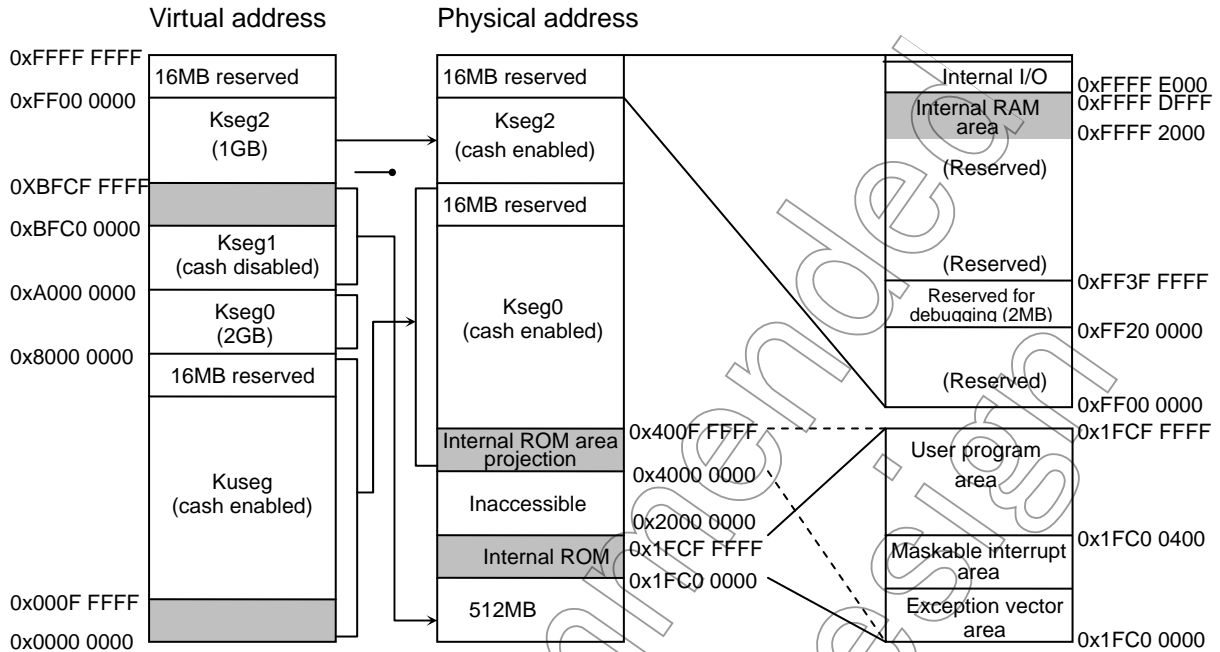 Virtual address
Physical address
0xFFFF FFFF
0xFF00 0000
0XBFCF FFFF
0xBFC0 0000
0xA000 0000
0x8000 0000
0x000F FFFF
0x0000 0000
16MB reserved
Kseg2
(1GB)
Kseg1
(cash disabled)
Kseg0
(2GB)
16MB reserved
Kuseg
(cash enabled)
16MB reserved
Kseg2
(cash enabled)
16MB reserved
Kseg0
(cash enabled)
Internal ROM area
projection
Inaccessible
Internal ROM
512MB
0x400F FFFF
0x4000 0000
0x2000 0000
0x1FCF FFFF
0x1FC0 0000
Internal I/O
Internal RAM
area
(Reserved)
(Reserved)
Reserved for
debugging (2MB)
(Reserved)
0xFFFF E000
0xFFFF DFFF
0xFFFF 2000
0xFF3F FFFF
0xFF20 0000
0xFF00 0000
User program
area
Maskable interrupt
area
Exception vector
area
0x1FCF FFFF
0x1FC0 0400
0x1FC0 0000